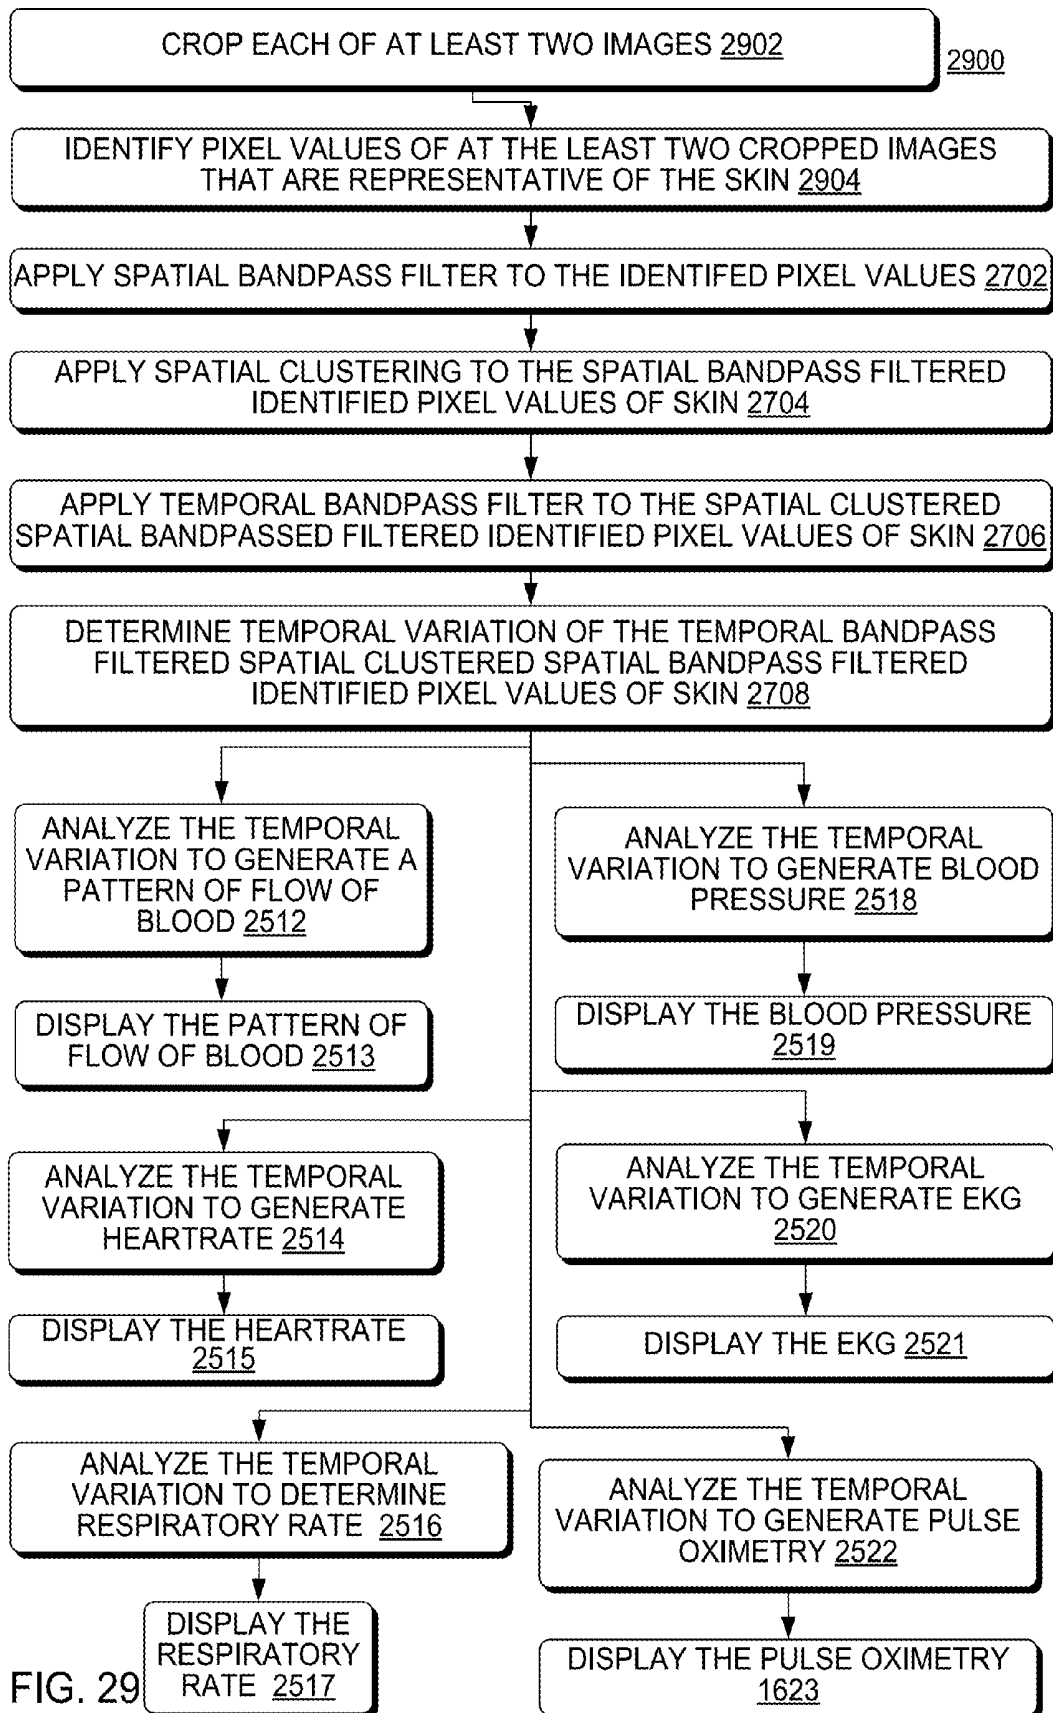 CROP EACH OF AT LEAST TWO IMAGES 2902
2900
IDENTIFY PIXEL VALUES OF AT THE LEAST TWO CROPPED IMAGES
THAT ARE REPRESENTATIVE OF THE SKIN 2904
APPLY SPATIAL BANDPASS FILTER TO THE IDENTIFED PIXEL VALUES 2702
APPLY SPATIAL CLUSTERING TO THE SPATIAL BANDPASS FILTERED
IDENTIFIED PIXEL VALUES OF SKIN 2704
APPLY TEMPORAL BANDPASS FILTER TO THE SPATIAL CLUSTERED
SPATIAL BANDPASSED FILTERED IDENTIFIED PIXEL VALUES OF SKIN 2706
DETERMINE TEMPORAL VARIATION OF THE TEMPORAL BANDPASS
FILTERED SPATIAL CLUSTERED SPATIAL BANDPASS FILTERED
IDENTIFIED PIXEL VALUES OF SKIN 2708
ANALYZE THE TEMPORAL
VARIATION TO GENERATE A
PATTERN OF FLOW OF
BLOOD 2512
ANALYZE THE TEMPORAL
VARIATION TO GENERATE BLOOD
PRESSURE 2518
DISPLAY THE PATTERN OF
FLOW OF BLOOD 2513
DISPLAY THE BLOOD PRESSURE
2519
ANALYZE THE TEMPORAL
VARIATION TO GENERATE
HEARTRATE 2514
ANALYZE THE TEMPORAL
VARIATION TO GENERATE EKG
2520
DISPLAY THE HEARTRATE
2515
DISPLAY THE EKG 2521
ANALYZE THE TEMPORAL
VARIATION TO DETERMINE
RESPIRATORY RATE 2516
ANALYZE THE TEMPORAL
VARIATION TO GENERATE PULSE
OXIMETRY 2522
DISPLAY THE
RESPIRATORY
RATE 2517
DISPLAY THE PULSE OXIMETRY
1623
FIG. 29